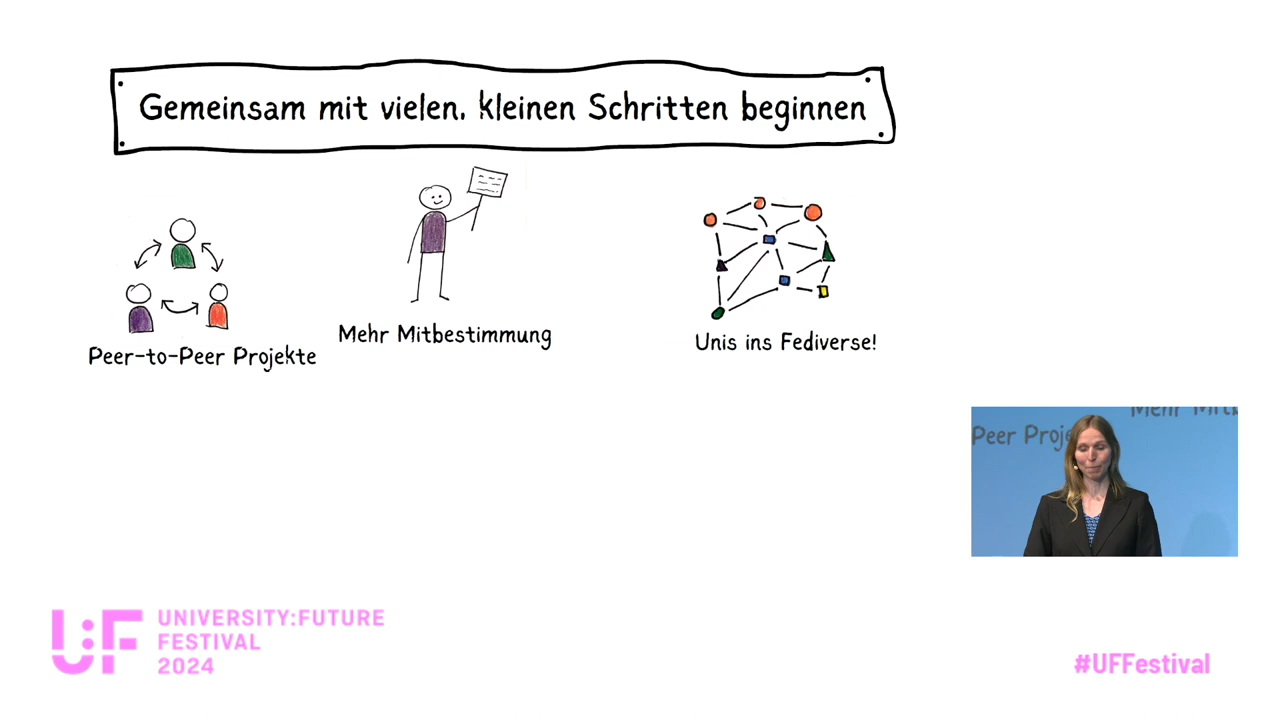 Gemeinsam mit vielen, kleinen Schritten beginnen
Peer-to-Peer Projekte
Mehr Mitbestimmung
Unis ins Fediverse!
Mehr
Peer
U:F
UNIVERSITY:FUTURE
FESTIVAL
2024
#UFFestival